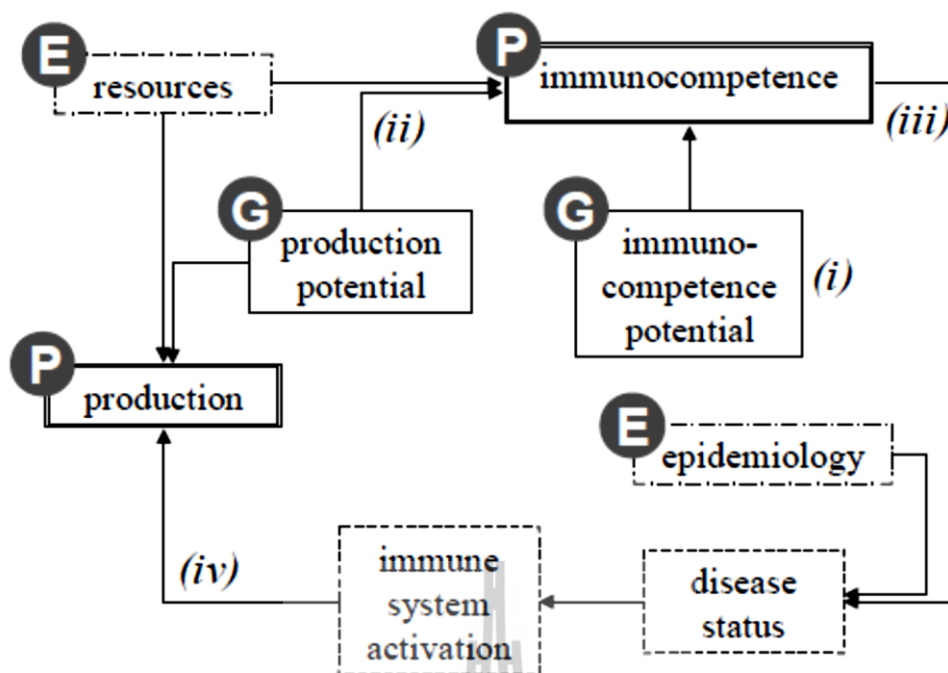 E
resources
P
immunocompetence
(ii)
(iii)
G
production
potential
G
immuno-
competence
potential
(i)
P
production
E
epidemiology
(iv)
immune
system
activation
disease
status